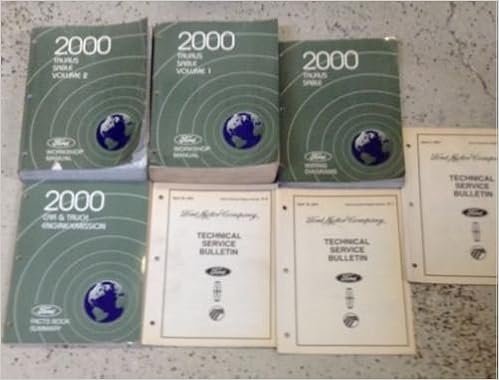 2000
TAURUS
SABLE
VOLUME 2
Ford
WORKSHOP
MANUAL
2000
TAURUS
SABLE
VOLUME 1
Ford
WORKSHOP
MANUAL
2000
TAURUS
SABLE
Ford
WIRING
DIAGRAMS
2000
CAR & TRUCK
ENGINE/EMISSION
Ford
FACTS BOOK
SUMMARY
Ford Motor Company
TECHNICAL
SERVICE
BULLETIN
Ford
Ford Motor Company
TECHNICAL
SERVICE
BULLETIN
Ford
Ford Motor Company
TECHNICAL
SERVICE
BULLETIN